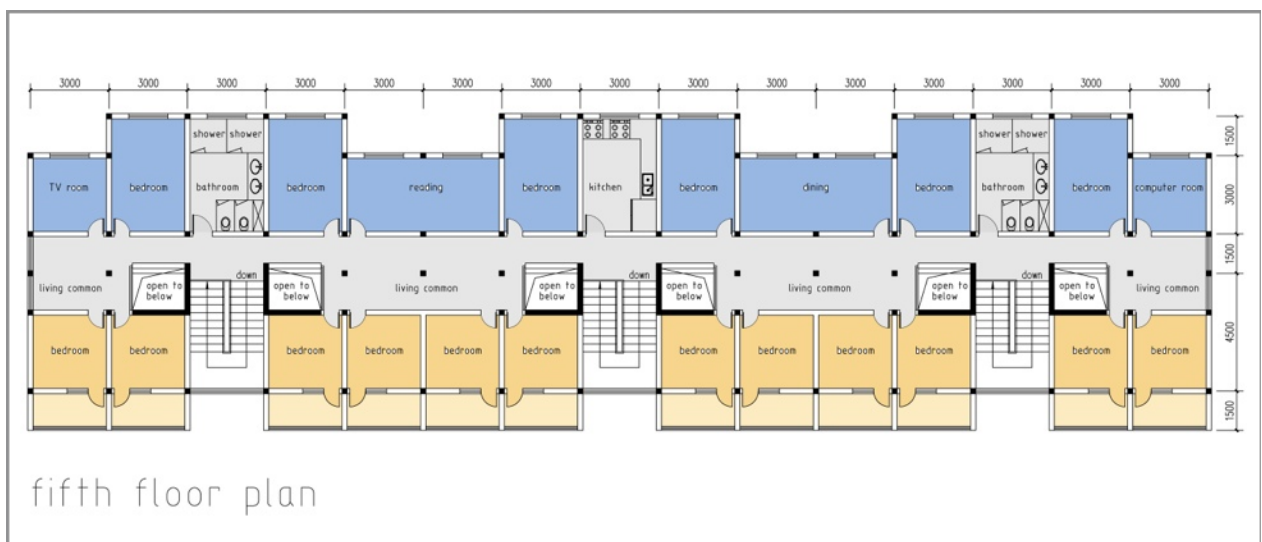 3000 3000 3000 3000 3000 3000 3000 3000 3000 3000 3000 3000 3000 3000 3000
shower shower shower shower
1500
TV room bedroom bathroom bedroom reading bedroom kitchen bedroom dining bedroom bathroom bedroom computer room
3000
1500
down down down
living common
open to
below
open to
below
living common
open to
below
open to
below
living common
open to
below
open to
below
living common
4500
bedroom bedroom bedroom bedroom bedroom bedroom bedroom bedroom bedroom bedroom bedroom bedroom
1500
fifth floor plan